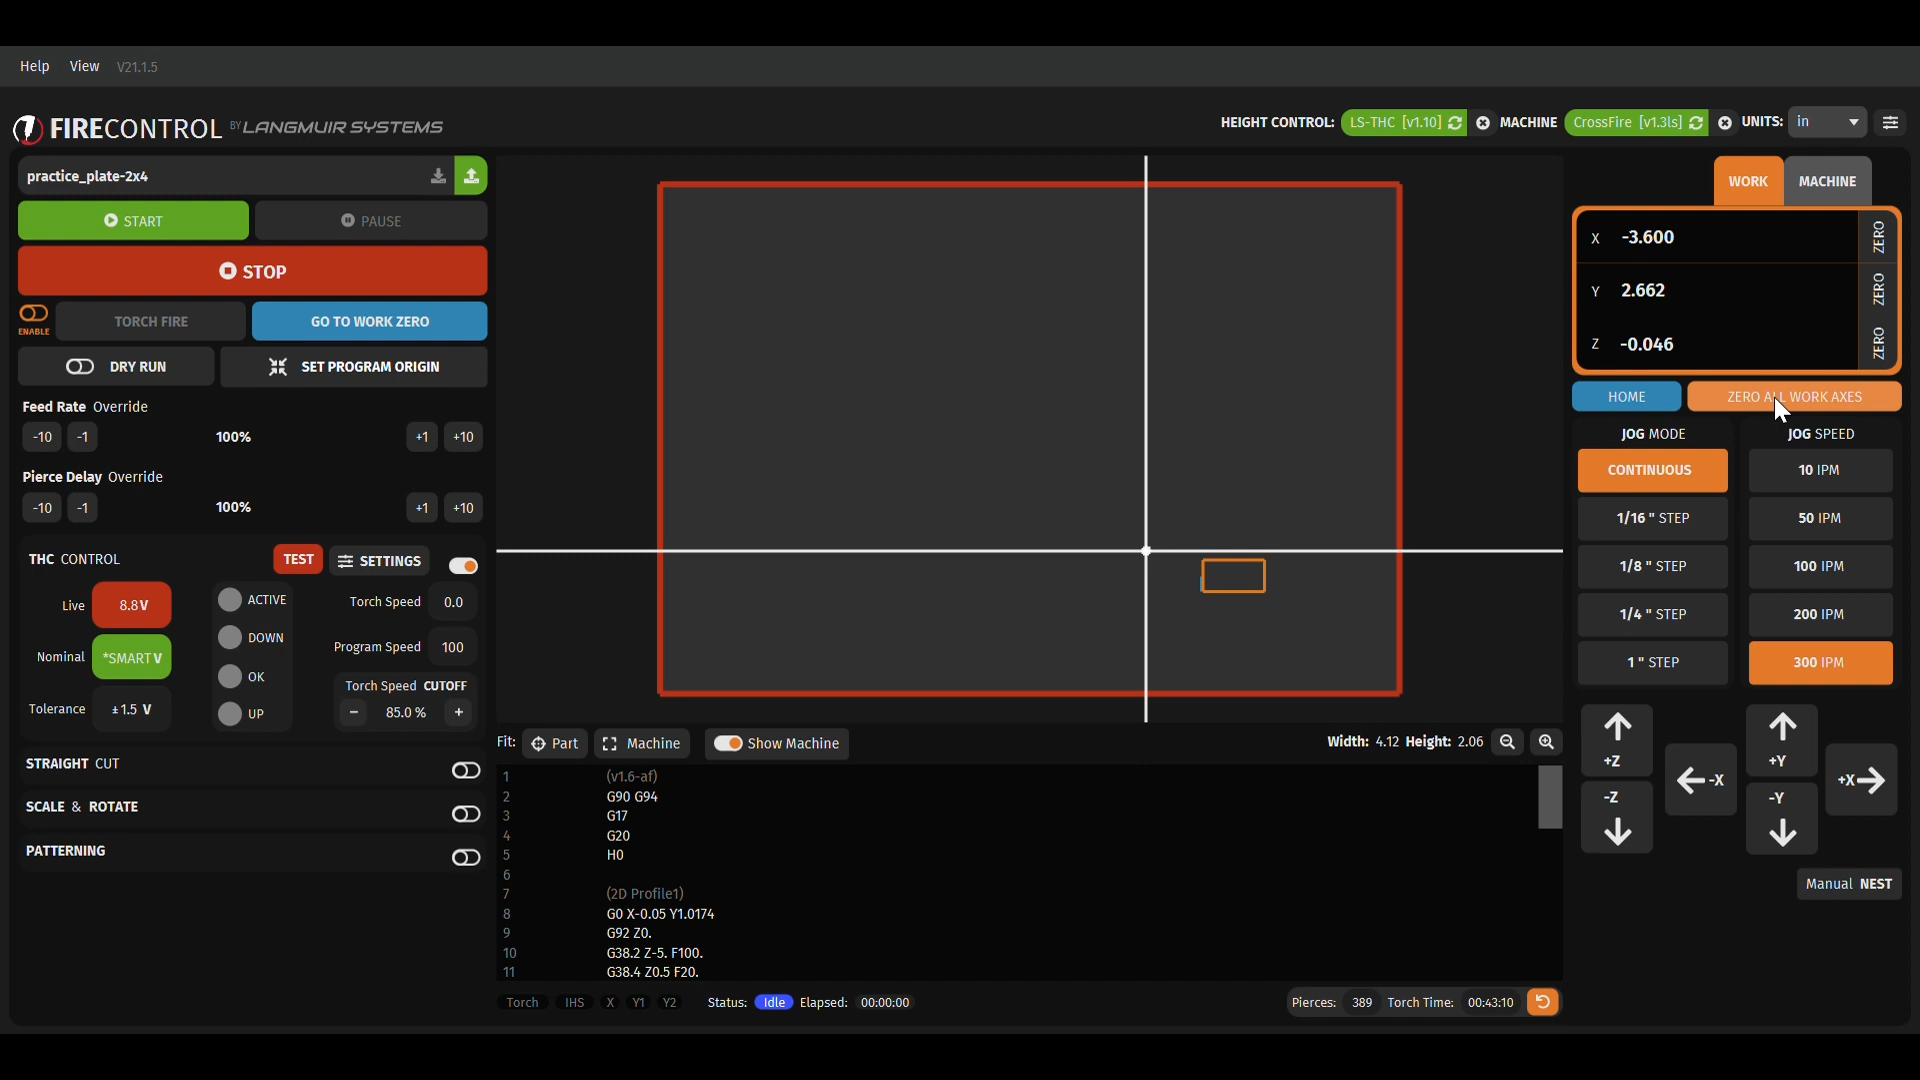 Help View V21.1.5
FIRECONTROL BY LANGMUIR SYSTEMS
HEIGHT CONTROL: LS-THC [v1.10] MACHINE CrossFire [v1.3ls] UNITS: in
practice_plate-2x4
START PAUSE
STOP
ENABLE TORCH FIRE GO TO WORK ZERO
DRY RUN SET PROGRAM ORIGIN
Feed Rate Override
-10 -1 100% +1 +10
Pierce Delay Override
-10 -1 100% +1 +10
THC CONTROL TEST SETTINGS
Live 8.8 V ACTIVE Torch Speed 0.0
DOWN
Nominal *SMART V Program Speed 100
OK Torch Speed CUTOFF
Tolerance ±1.5 V UP - 85.0 % +
STRAIGHT CUT
SCALE & ROTATE
PATTERNING
Fit: Part Machine Show Machine Width: 4.12 Height: 2.06
1 (v1.6-af)
2 G90 G94
3 G17
4 G20
5 H0
6
7 (2D Profile1)
8 G0 X-0.05 Y1.0174
9 G92 Z0.
10 G38.2 Z-5. F100.
11 G38.4 Z0.5 F20.
Torch IHS X Y1 Y2 Status: Idle Elapsed: 00:00:00 Pierces: 389 Torch Time: 00:43:10
WORK MACHINE
X -3.600 ZERO
Y 2.662 ZERO
Z -0.046 ZERO
HOME ZERO ALL WORK AXES
JOG MODE JOG SPEED
CONTINUOUS 10 IPM
1/16 " STEP 50 IPM
1/8 " STEP 100 IPM
1/4 " STEP 200 IPM
1 " STEP 300 IPM
+Z +Y
-X +X
-Z -Y
Manual NEST